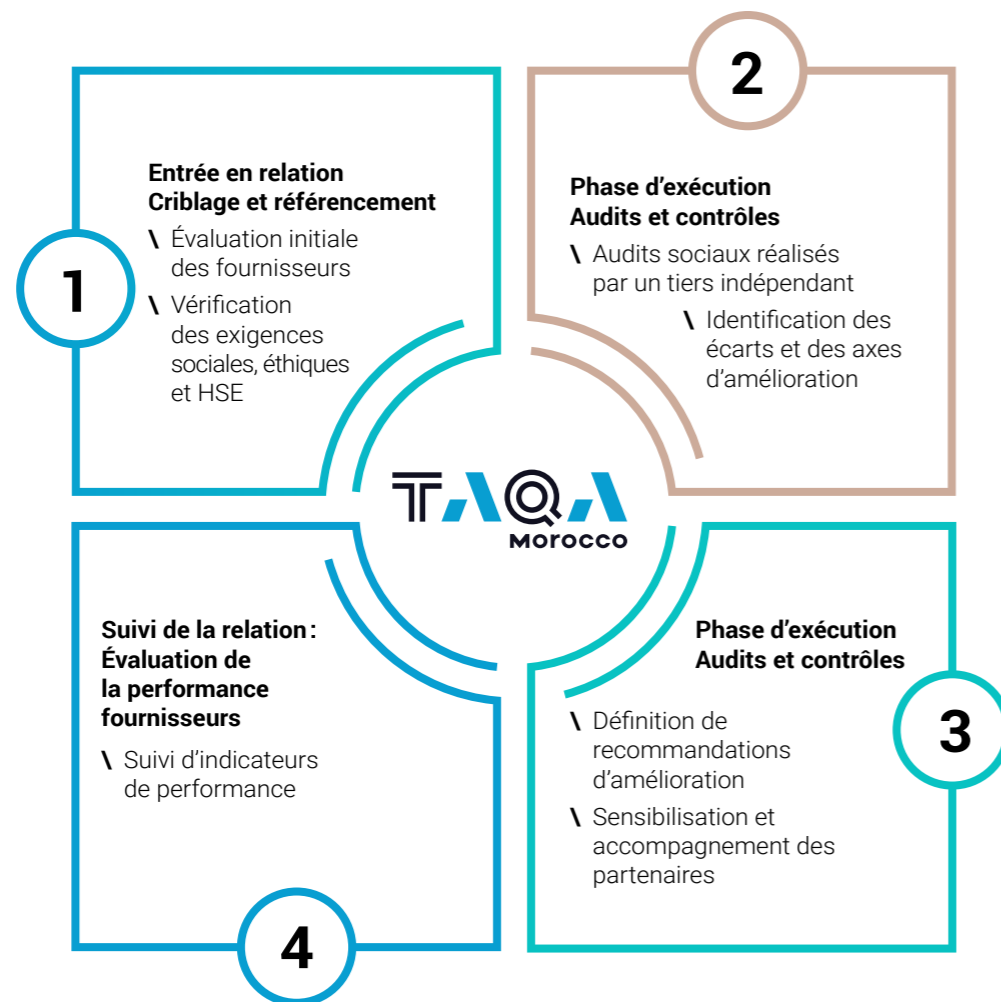 1
Entrée en relation
Criblage et référencement
\ Évaluation initiale
des fournisseurs
\ Vérification
des exigences
sociales, éthiques
et HSE
2
Phase d’exécution
Audits et contrôles
\ Audits sociaux réalisés
par un tiers indépendant
\ Identification des
écarts et des axes
d’amélioration
TAQA
MOROCCO
3
Phase d’exécution
Audits et contrôles
\ Définition de
recommandations
d’amélioration
\ Sensibilisation et
accompagnement des
partenaires
4
Suivi de la relation :
Évaluation de
la performance
fournisseurs
\ Suivi d’indicateurs
de performance